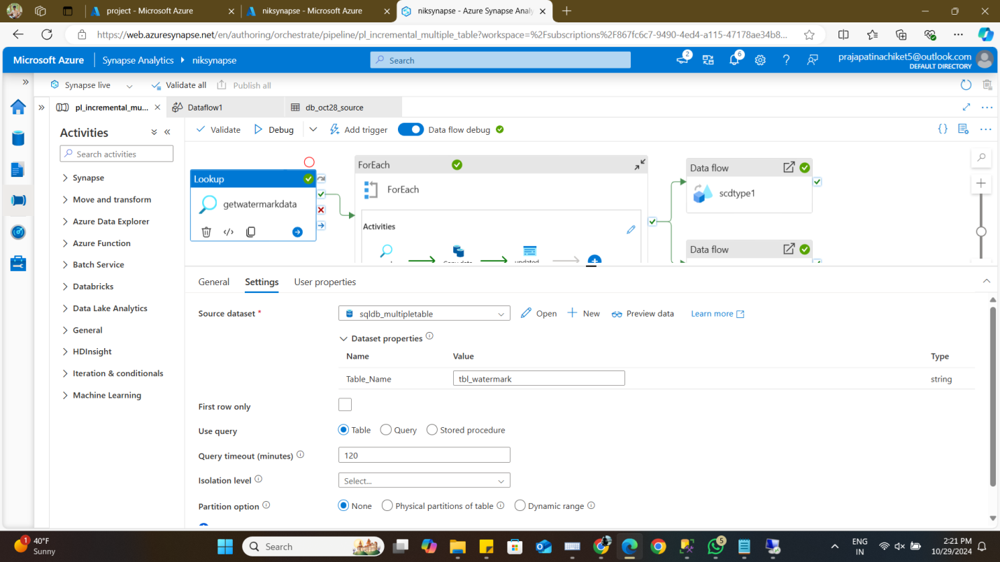 project - Microsoft Azure
niksynapse - Microsoft Azure
niksynapse - Azure Synapse Analy
https://web.azuresynapse.net/en/authoring/orchestrate/pipeline/pl_incremental_multiple_table?workspace=%2Fsubscriptions%2F867fc6c7-9490-4ed4-a115-47178ae34b8...
Microsoft Azure
Synapse Analytics
niksynapse
Search
2
6
prajapatinachiket5@outlook.com
DEFAULT DIRECTORY
Synapse live
Validate all
Publish all
pl_incremental_mu...
Dataflow1
db_oct28_source
Activities
Search activities
Synapse
Move and transform
Azure Data Explorer
Azure Function
Batch Service
Databricks
Data Lake Analytics
General
HDInsight
Iteration & conditionals
Machine Learning
Validate
Debug
Add trigger
Data flow debug
Lookup
getwatermarkdata
ForEach
ForEach
Activities
Data flow
scdtype1
Data flow
General
Settings
User properties
Source dataset *
sqldb_multipletable
Open
New
Preview data
Learn more
Dataset properties
Name
Value
Type
Table_Name
tbl_watermark
string
First row only
Use query
Table
Query
Stored procedure
Query timeout (minutes)
120
Isolation level
Select...
Partition option
None
Physical partitions of table
Dynamic range
1
40°F
Sunny
Search
5
ENG
IN
2:21 PM
10/29/2024